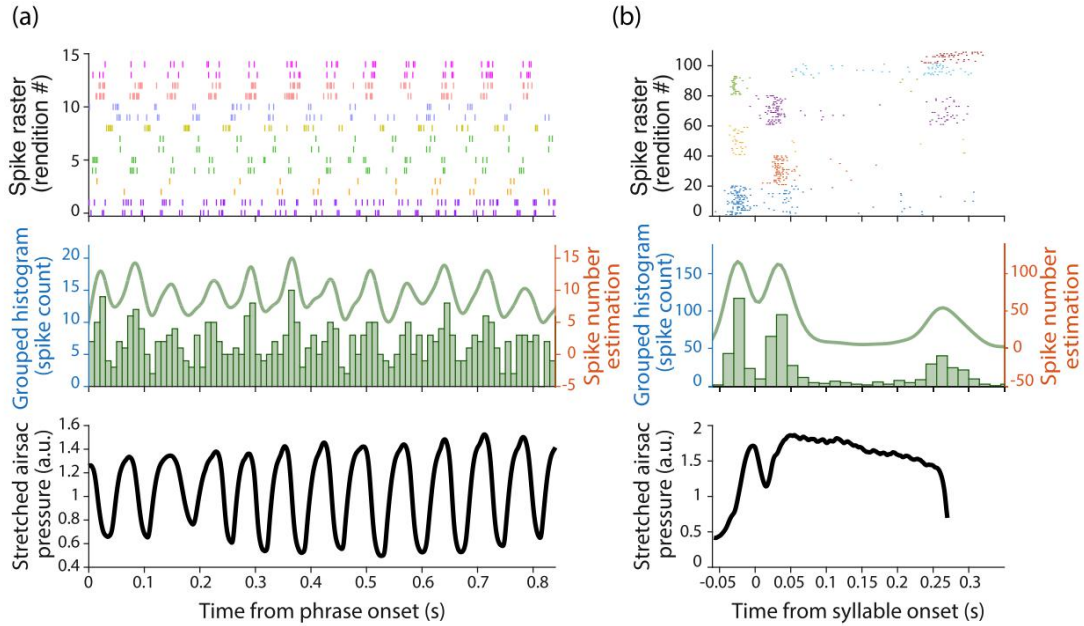 (a)
15
10
5
0
Spike raster
(rendition #)
20
15
10
5
0
Grouped histogram
(spike count)
15
10
5
0
-5
Spike number
estimation
1.6
1.4
1.2
1
0.8
0.6
0.4
Stretched airsac
pressure (a.u.)
0 0.1 0.2 0.3 0.4 0.5 0.6 0.7 0.8
Time from phrase onset (s)
(b)
100
80
60
40
20
0
Spike raster
(rendition #)
150
100
50
0
Grouped histogram
(spike count)
100
50
0
-50
Spike number
estimation
2
1.5
1
0.5
0
Stretched airsac
pressure (a.u.)
-0.05 0 0.05 0.1 0.15 0.2 0.25 0.3
Time from syllable onset (s)